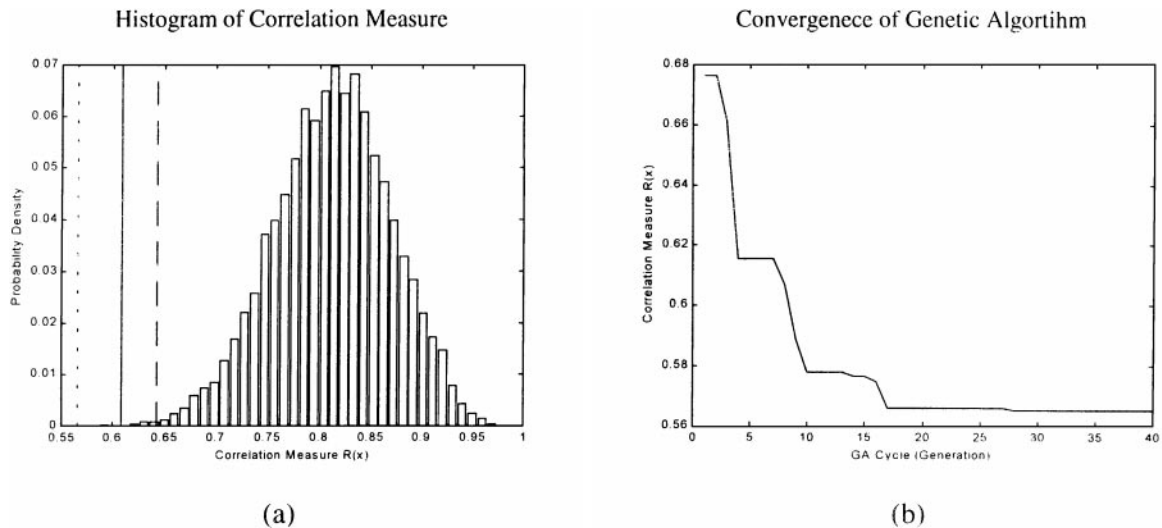 Histogram of Correlation Measure
0.07
0.06
0.05
0.04
0.03
0.02
0.01
0
0.55 0.6 0.65 0.7 0.75 0.8 0.85 0.9 0.95 1
Probability Density
Correlation Measure R(x)
(a)
Convergenece of Genetic Algortihm
0.68
0.66
0.64
0.62
0.6
0.58
0.56
0 5 10 15 20 25 30 35 40
Correlation Measure R(x)
GA Cycle (Generation)
(b)